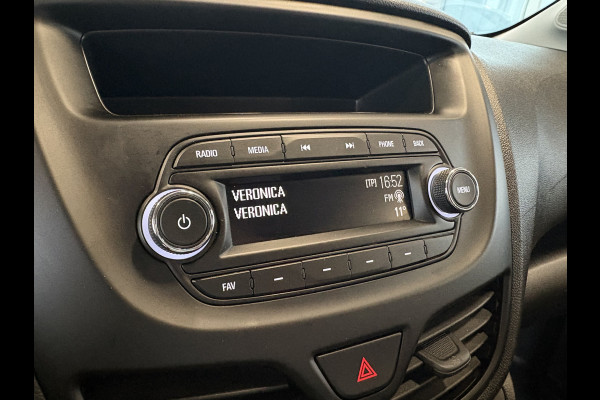 RADIO MEDIA PHONE BACK
VERONICA [TP] 16:52
FM
VERONICA 11°
MENU
FAV